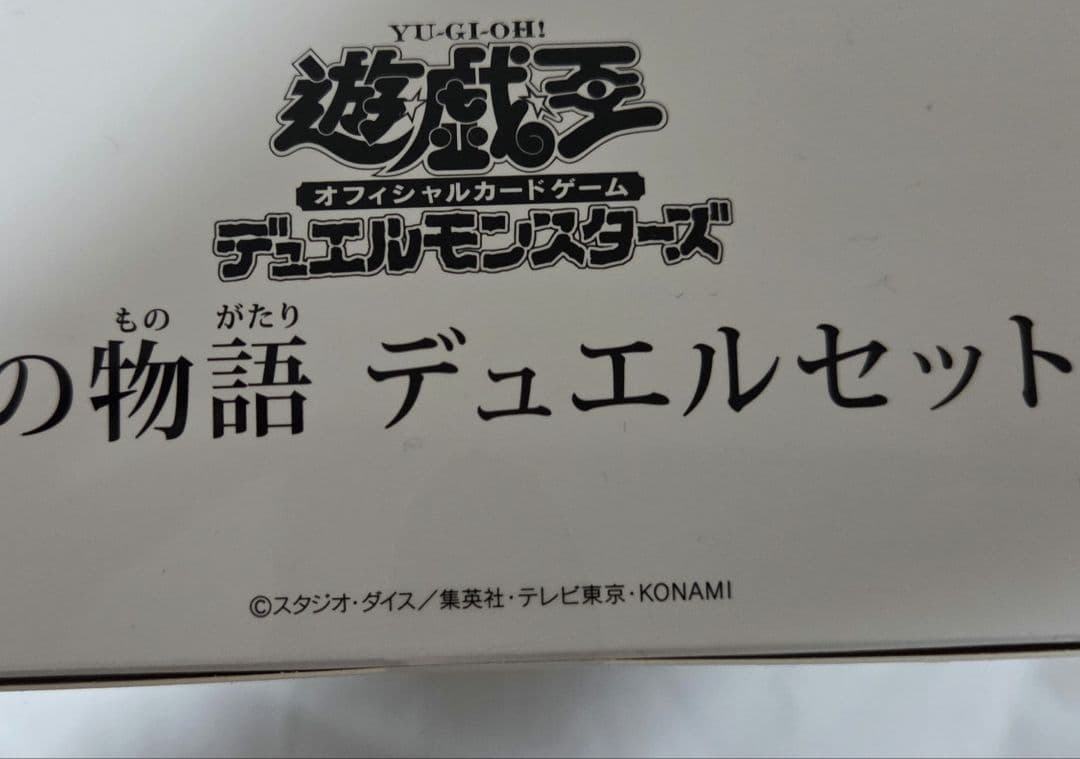 YU-GI-OH!
遊☆戯☆王
オフィシャルカードゲーム
デュエルモンスターズ
もの がたり
の物語 デュエルセット
©スタジオ・ダイス／集英社・テレビ東京・KONAMI